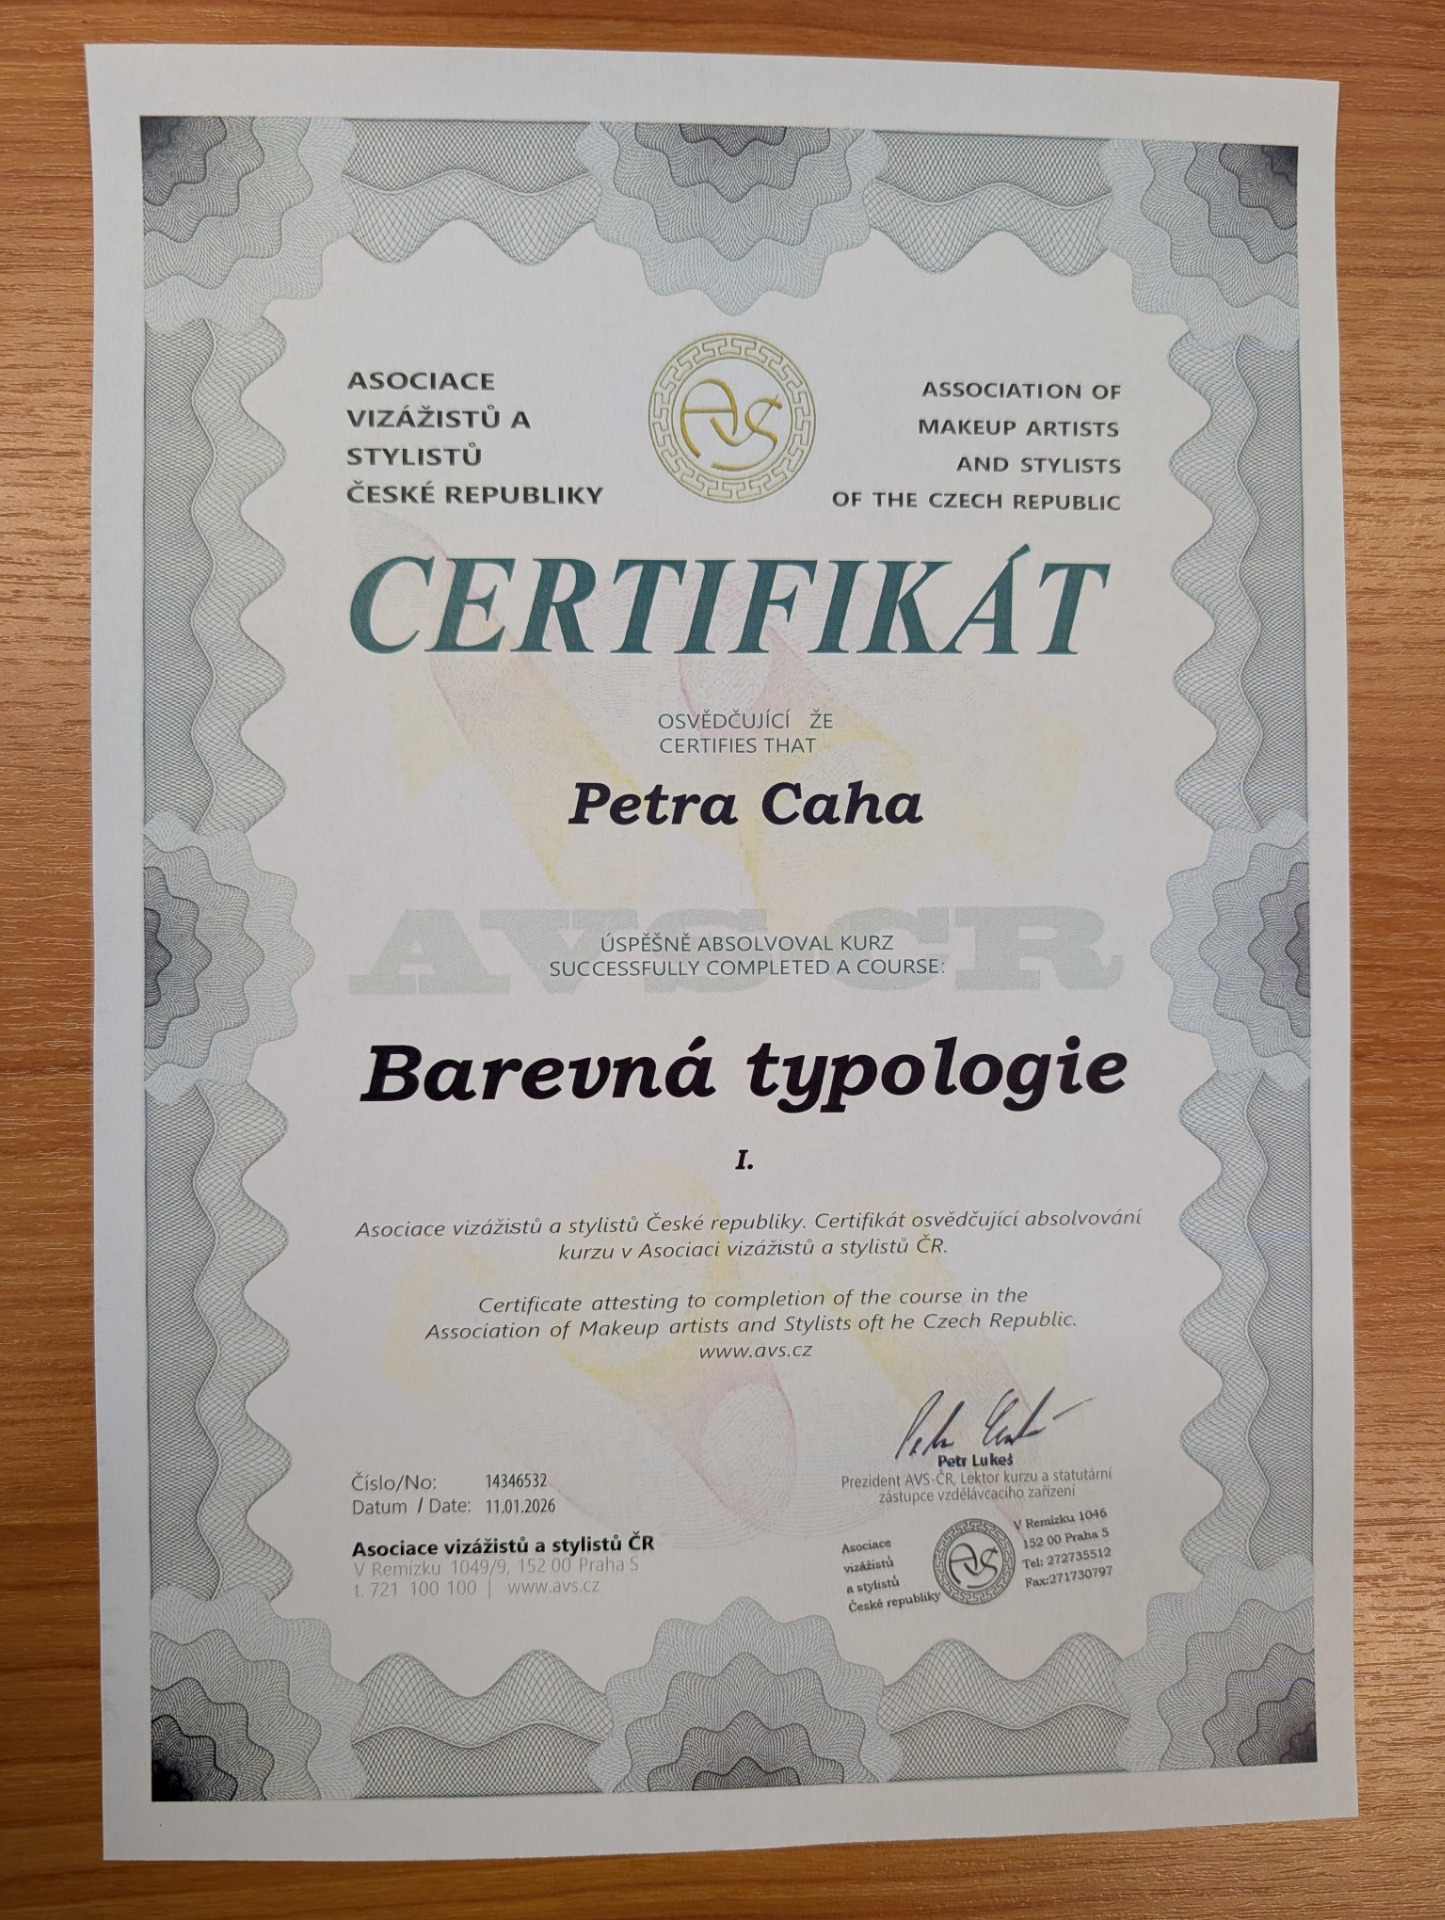 ASOCIACE
VIZÁŽISTŮ A
STYLISTŮ
ČESKÉ REPUBLIKY
AVS
ASSOCIATION OF
MAKEUP ARTISTS
AND STYLISTS
OF THE CZECH REPUBLIC
CERTIFIKÁT
OSVĚDČUJÍCÍ ŽE
CERTIFIES THAT
Petra Caha
AVS CR
ÚSPĚŠNĚ ABSOLVOVAL KURZ
SUCCESSFULLY COMPLETED A COURSE:
Barevná typologie
I.
Asociace vizážistů a stylistů České republiky. Certifikát osvědčující absolvování
kurzu v Asociaci vizážistů a stylistů ČR.
Certificate attesting to completion of the course in the
Association of Makeup artists and Stylists oft he Czech Republic.
www.avs.cz
Číslo/No: 14346532
Datum / Date: 11.01.2026
Asociace vizážistů a stylistů ČR
V Remízku 1049/9, 152 00 Praha 5
t. 721 100 100 | www.avs.cz
Petr Lukeš
Prezident AVS-ČR, Lektor kurzu a statutární
zástupce vzdělávcacího zařízení
Asociace
vizážistů
a stylistů
České republiky
AVS
V Remízku 1046
152 00 Praha 5
Tel: 272735512
Fax:271730797